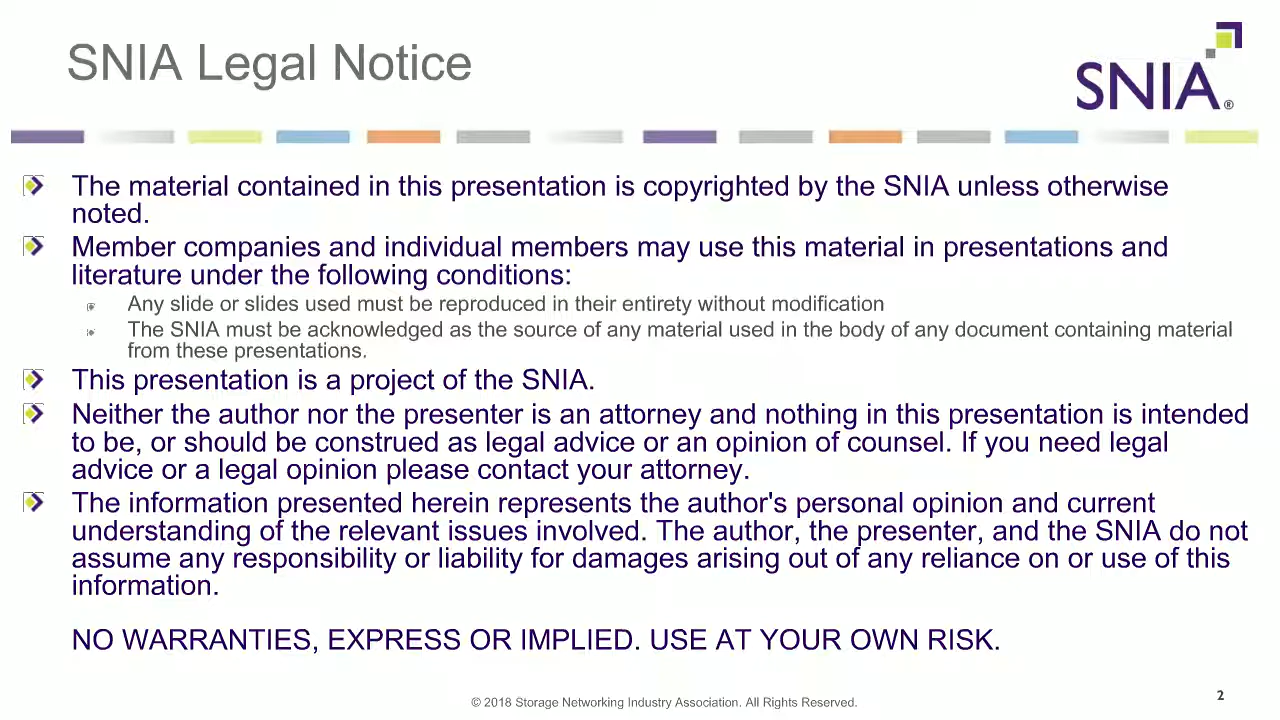 SNIA Legal Notice
SNIA®
The material contained in this presentation is copyrighted by the SNIA unless otherwise
noted.
Member companies and individual members may use this material in presentations and
literature under the following conditions:
Any slide or slides used must be reproduced in their entirety without modification
The SNIA must be acknowledged as the source of any material used in the body of any document containing material
from these presentations.
This presentation is a project of the SNIA.
Neither the author nor the presenter is an attorney and nothing in this presentation is intended
to be, or should be construed as legal advice or an opinion of counsel. If you need legal
advice or a legal opinion please contact your attorney.
The information presented herein represents the author's personal opinion and current
understanding of the relevant issues involved. The author, the presenter, and the SNIA do not
assume any responsibility or liability for damages arising out of any reliance on or use of this
information.
NO WARRANTIES, EXPRESS OR IMPLIED. USE AT YOUR OWN RISK.
© 2018 Storage Networking Industry Association. All Rights Reserved.
2